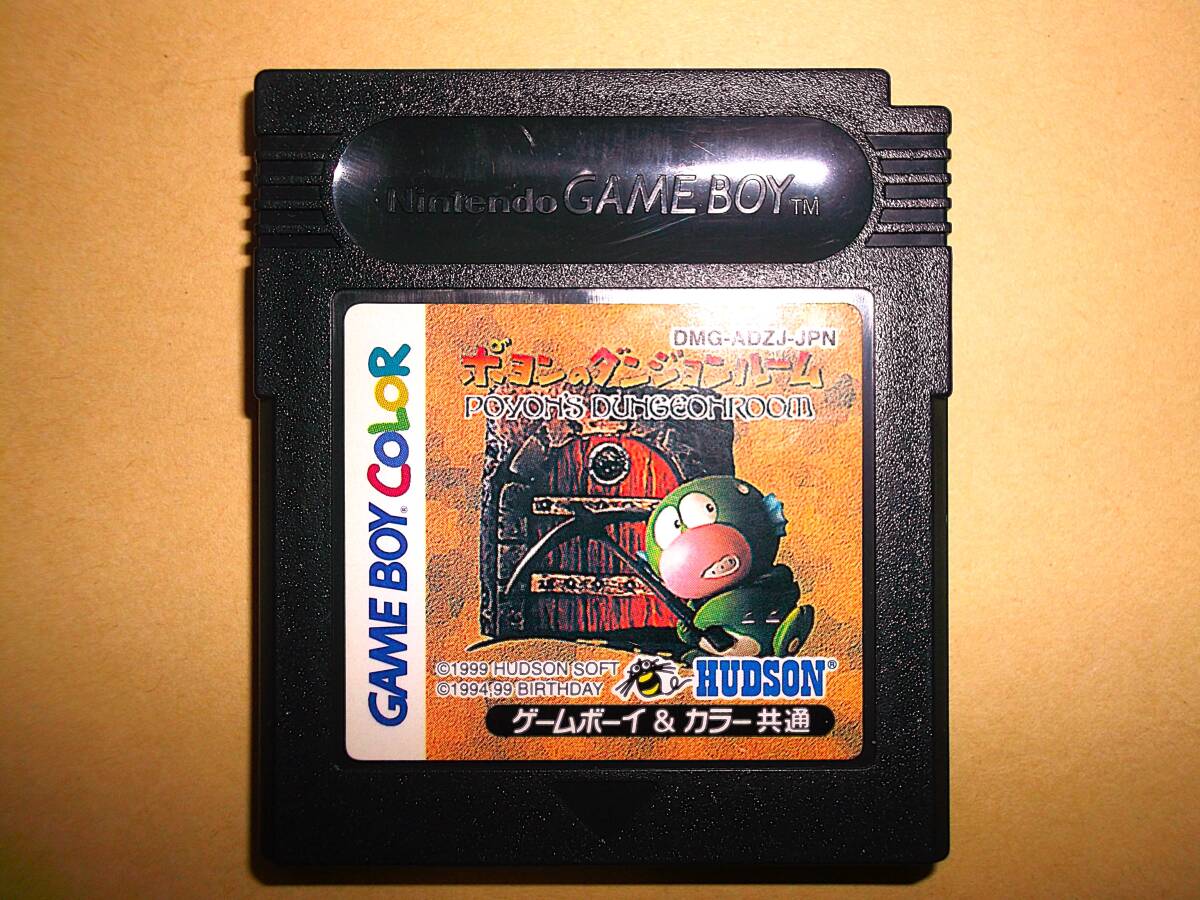 Nintendo GAME BOY TM
GAME BOY® COLOR
DMG-ADZJ-JPN
ポヨンのダンジョンルーム
POYON'S DUNGEONROOM
©1999 HUDSON SOFT
©1994,99 BIRTHDAY
HUDSON®
ゲームボーイ & カラー共通